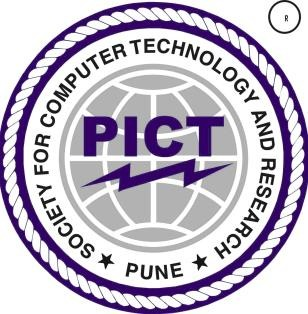 SOCIETY FOR COMPUTER TECHNOLOGY AND RESEARCH
PICT
★ PUNE ★
R